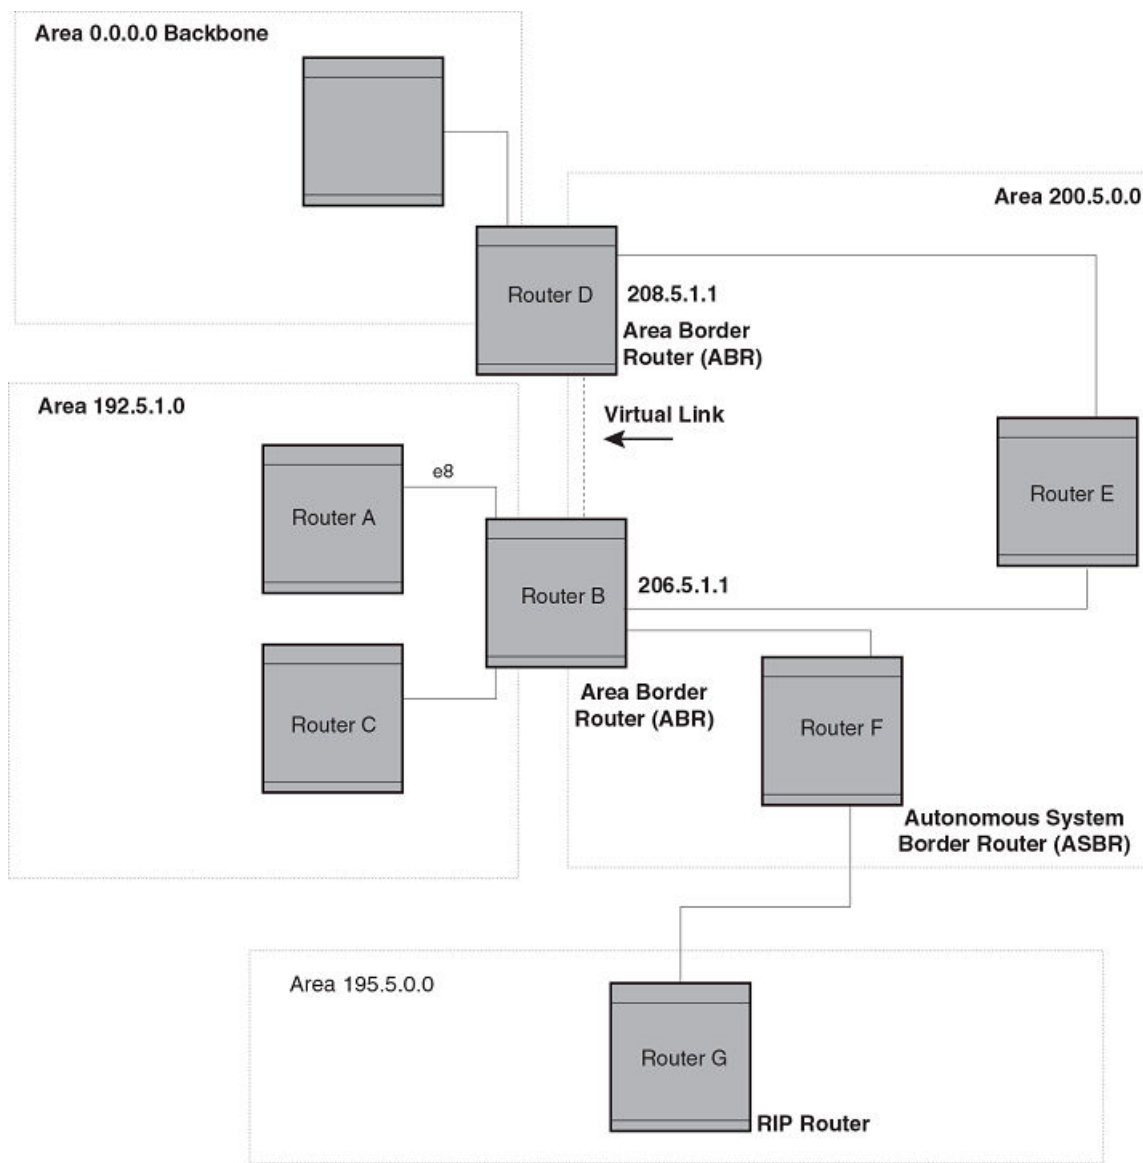 Area 0.0.0.0 Backbone
Area 200.5.0.0
Router D
208.5.1.1
Area Border
Router (ABR)
Area 192.5.1.0
Virtual Link
e8
Router A
Router E
Router B
206.5.1.1
Area Border
Router (ABR)
Router C
Router F
Autonomous System
Border Router (ASBR)
Area 195.5.0.0
Router G
RIP Router